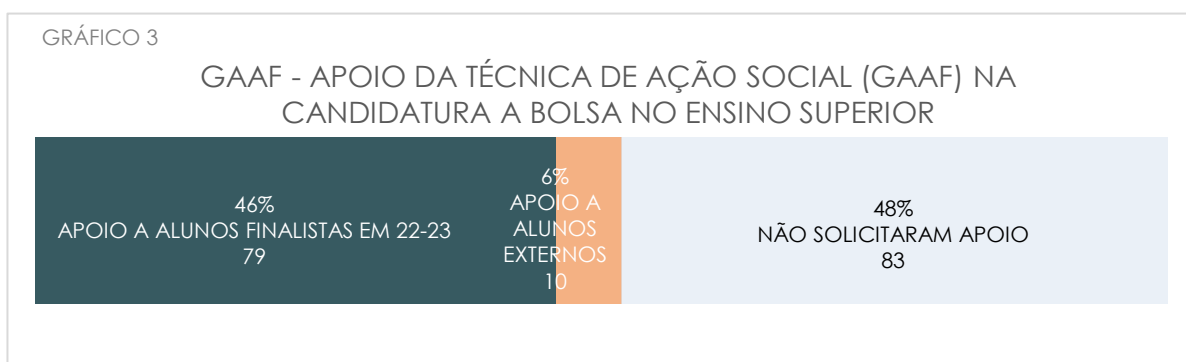 GRÁFICO 3
GAAF - APOIO DA TÉCNICA DE AÇÃO SOCIAL (GAAF) NA
CANDIDATURA A BOLSA NO ENSINO SUPERIOR
46%
APOIO A ALUNOS FINALISTAS EM 22-23
79
6%
APOIO A
ALUNOS
EXTERNOS
10
48%
NÃO SOLICITARAM APOIO
83